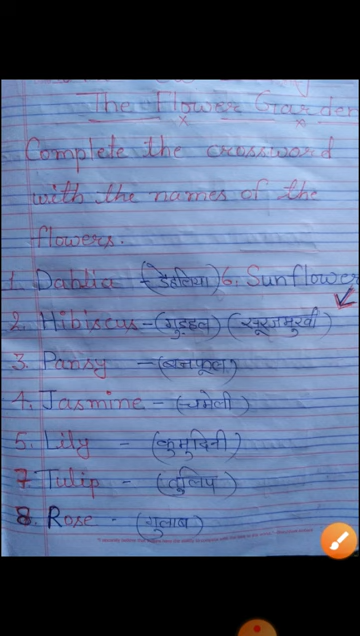 The Flower Garden
Complete the crossword
with the names of the
flowers.
1. Dahlia - (डेहलिया) 6. Sunflower
2. Hibiscus - (गुड़हल) (सूरजमुखी)
3. Pansy - (बनफूल)
4. Jasmine - (चमेली)
5. Lily - (कुमुदिनी)
7. Tulip - (तुलिप)
8. Rose - (गुलाब)